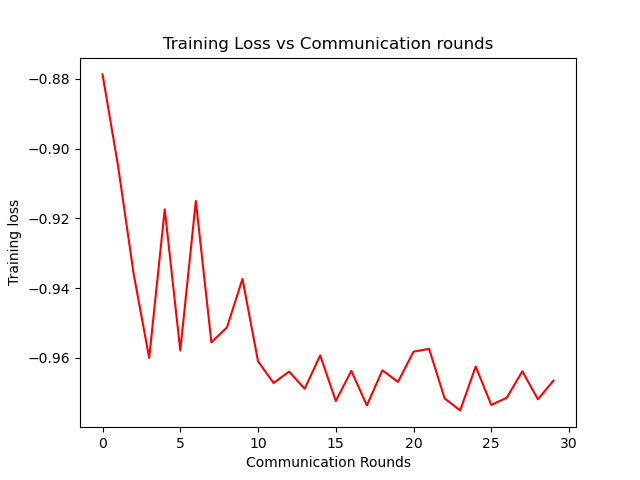 Training Loss vs Communication rounds
−0.88
−0.90
−0.92
−0.94
−0.96
Training loss
0 5 10 15 20 25 30
Communication Rounds